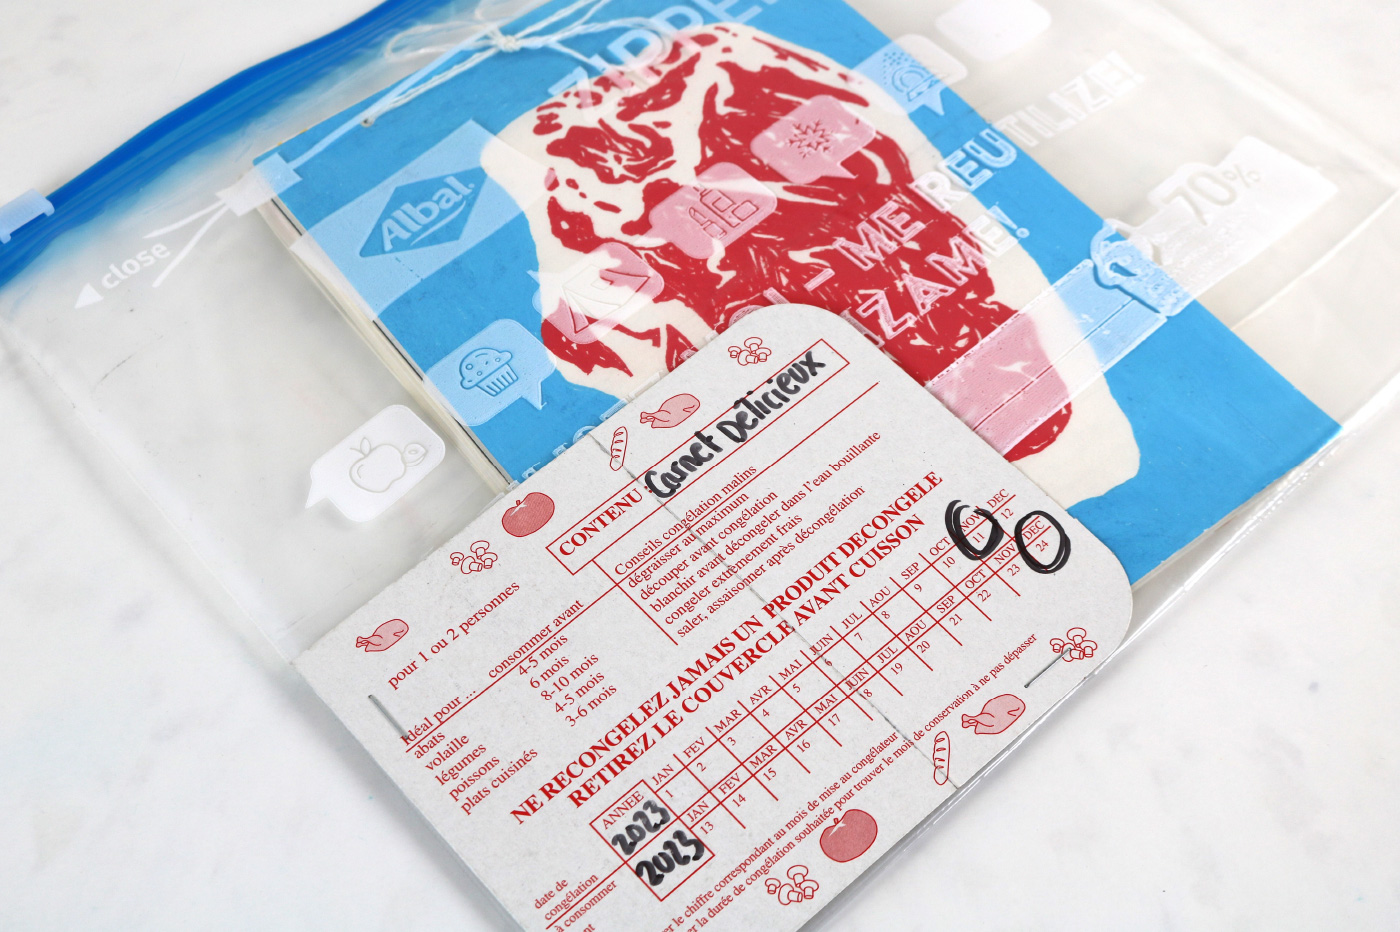 ZIPPE
Albal
close
- ME REUTILIZE!
IZAME!
70%
CONTENU Carnet Delicieux
Conseils congélation malins
dégraisser au maximum
découper avant congélation
blanchir avant décongeler dans l'eau bouillante
congeler extrêmement frais
saler, assaisonner après décongélation
pour 1 ou 2 personnes
Idéal pour ... consommer avant
abats 4-5 mois
volaille 6 mois
légumes 8-10 mois
poissons 4-5 mois
plats cuisinés 3-6 mois
NE RECONGELEZ JAMAIS UN PRODUIT DECONGELE
RETIREZ LE COUVERCLE AVANT CUISSON
ANNEE JAN FEV MAR AVR MAI JUIN JUL AOU SEP OCT NOV DEC
2023 1 2 3 4 5 6 7 8 9 10 11 12
JAN FEV MAR AVR MAI JUIN JUL AOU SEP OCT NOV DEC
2023 13 14 15 16 17 18 19 20 21 22 23 24
date de
congélation
à consommer
er le chiffre correspondant au mois de mise au congélateur
er la durée de congélation souhaitée pour trouver le mois de conservation à ne pas dépasser